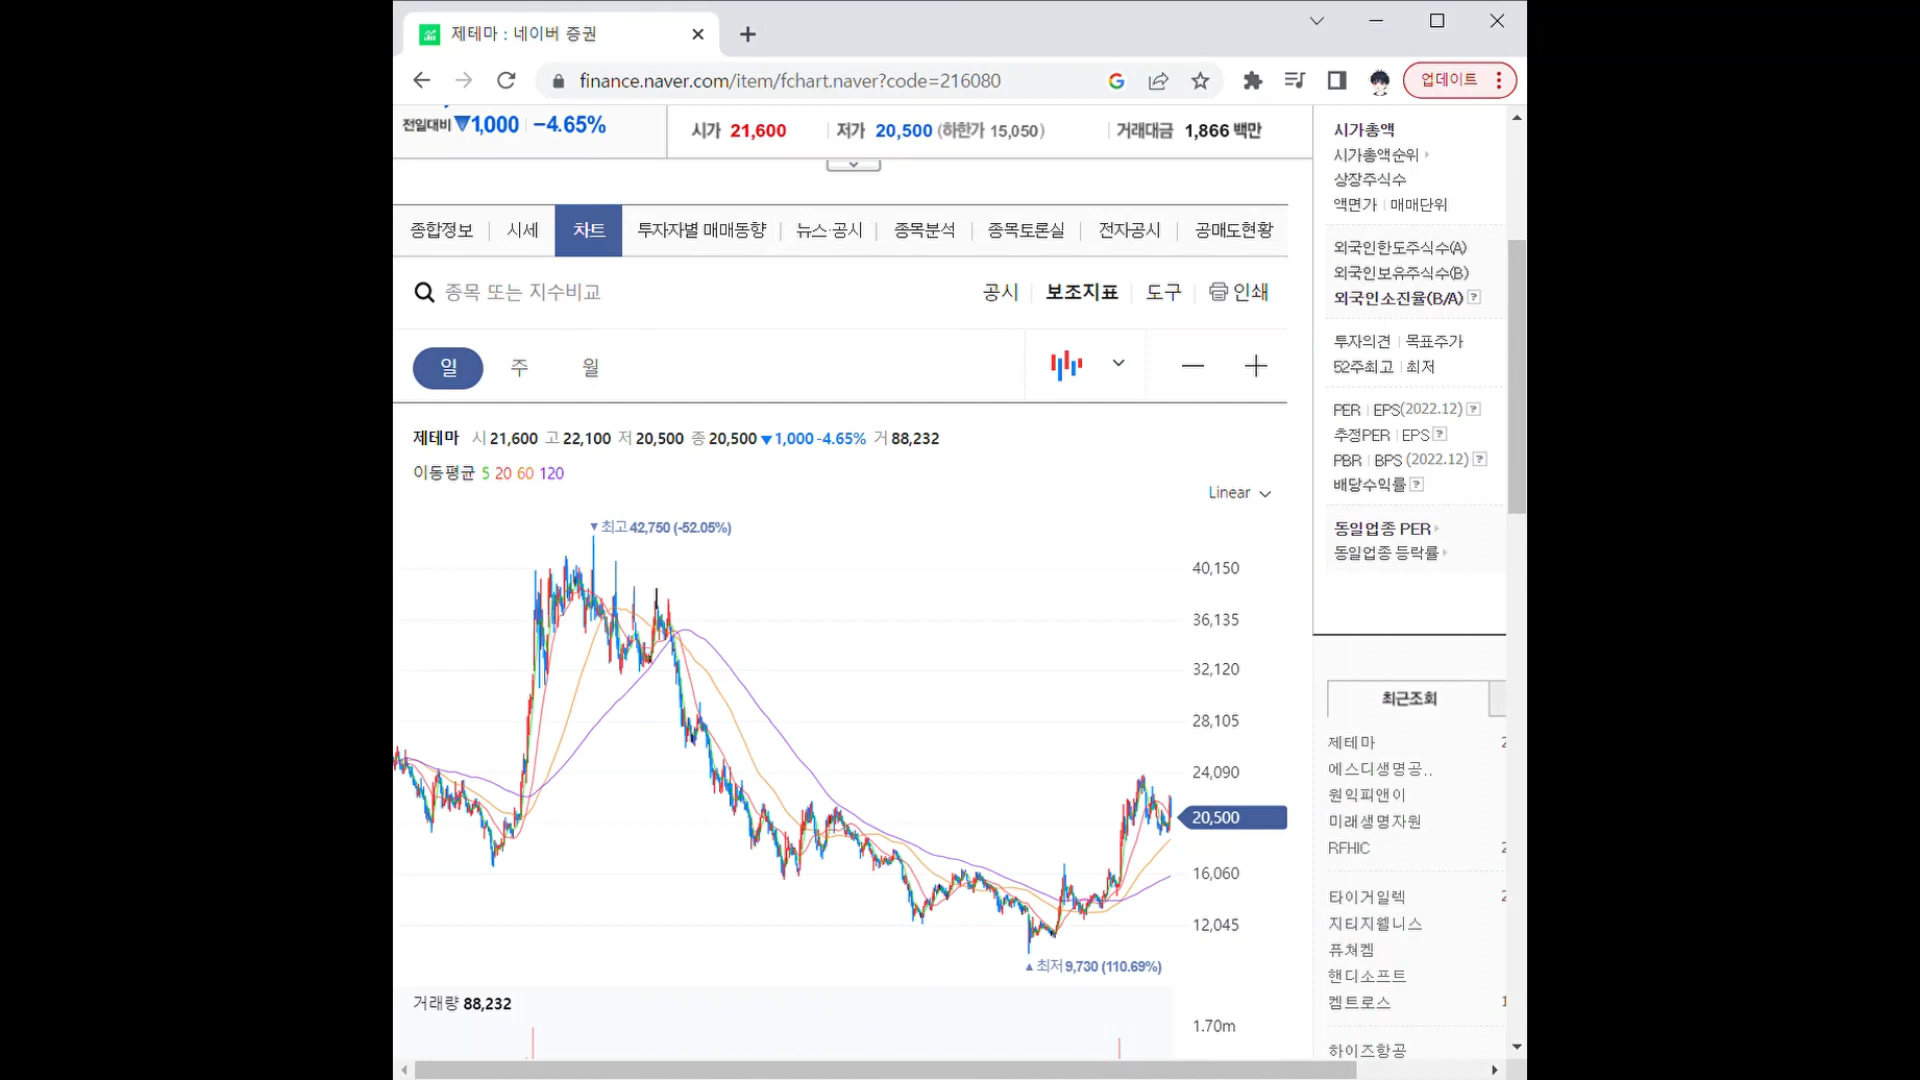 제테마 : 네이버 증권
finance.naver.com/item/fchart.naver?code=216080
업데이트
전일대비 ▼1,000 −4.65%
시가 21,600 저가 20,500 (하한가 15,050) 거래대금 1,866 백만
종합정보 시세 차트 투자자별 매매동향 뉴스·공시 종목분석 종목토론실 전자공시 공매도현황
종목 또는 지수비교
공시 보조지표 도구 인쇄
일 주 월
제테마 시 21,600 고 22,100 저 20,500 종 20,500 ▼1,000 -4.65% 거 88,232
이동평균 5 20 60 120
Linear
▼최고 42,750 (-52.05%)
40,150
36,135
32,120
28,105
24,090
20,500
16,060
12,045
▲최저 9,730 (110.69%)
거래량 88,232
1.70m
시가총액
시가총액순위
상장주식수
액면가 | 매매단위
외국인한도주식수(A)
외국인보유주식수(B)
외국인소진율(B/A) ?
투자의견 | 목표주가
52주최고 | 최저
PER | EPS(2022.12) ?
추정PER | EPS ?
PBR | BPS (2022.12) ?
배당수익률 ?
동일업종 PER
동일업종 등락률
최근조회
제테마 2
에스디생명공..
원익피앤이
미래생명자원
RFHIC 2
타이거일렉 2
지티지웰니스
퓨쳐켐
핸디소프트
켐트로스 1
하이즈항공